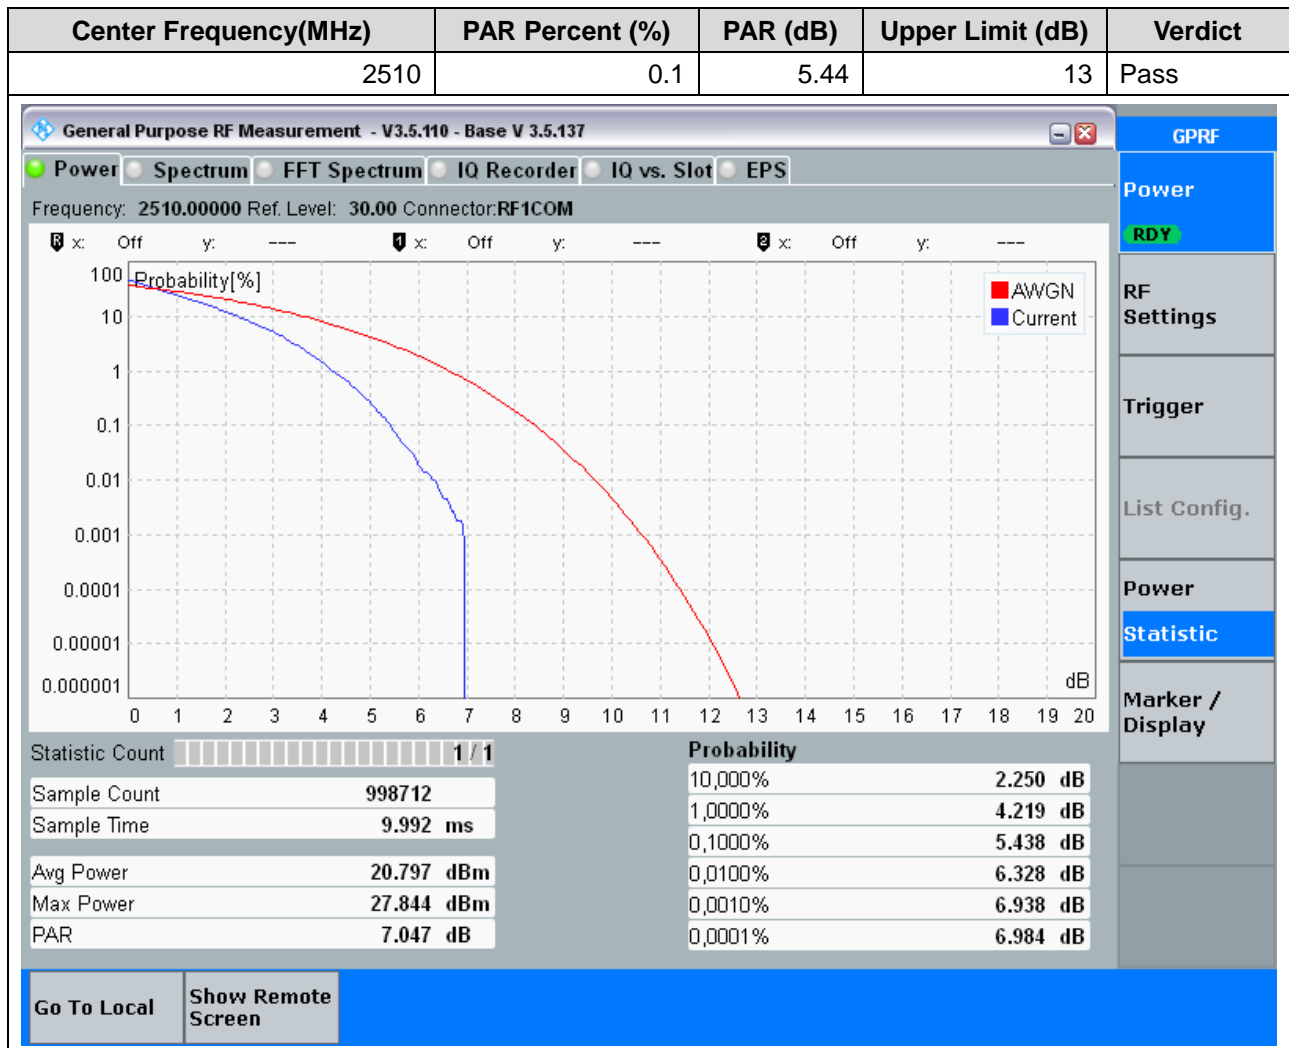 Center Frequency(MHz) PAR Percent (%) PAR (dB) Upper Limit (dB) Verdict
2510 0.1 5.44 13 Pass
General Purpose RF Measurement - V3.5.110 - Base V 3.5.137
GPRF
Power Spectrum FFT Spectrum IQ Recorder IQ vs. Slot EPS
Power
RDY
Frequency: 2510.00000 Ref. Level: 30.00 Connector:RF1COM
R x: Off y: --- 1 x: Off y: --- 2 x: Off y: ---
Probability[%]
AWGN
Current
100
10
1
0.1
0.01
0.001
0.0001
0.00001
0.000001
dB
0 1 2 3 4 5 6 7 8 9 10 11 12 13 14 15 16 17 18 19 20
RF
Settings
Trigger
List Config.
Power
Statistic
Marker /
Display
Statistic Count 1 / 1
Sample Count 998712
Sample Time 9.992 ms
Avg Power 20.797 dBm
Max Power 27.844 dBm
PAR 7.047 dB
Probability
10,000% 2.250 dB
1,0000% 4.219 dB
0,1000% 5.438 dB
0,0100% 6.328 dB
0,0010% 6.938 dB
0,0001% 6.984 dB
Go To Local
Show Remote
Screen